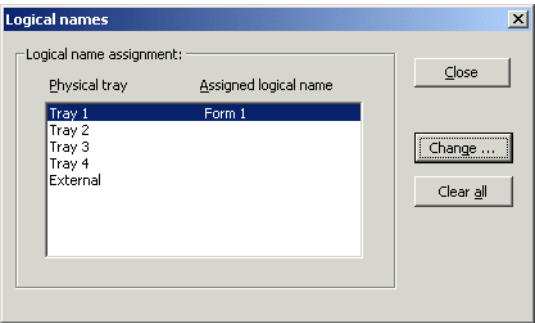 Logical names
Logical name assignment:
Physical tray Assigned logical name
Close
Tray 1 Form 1
Tray 2
Tray 3
Tray 4
External
Change ...
Clear all